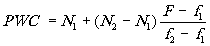 PWC = N₁ + (N₂ − N₁) (F − f₁) / (f₂ − f₁)